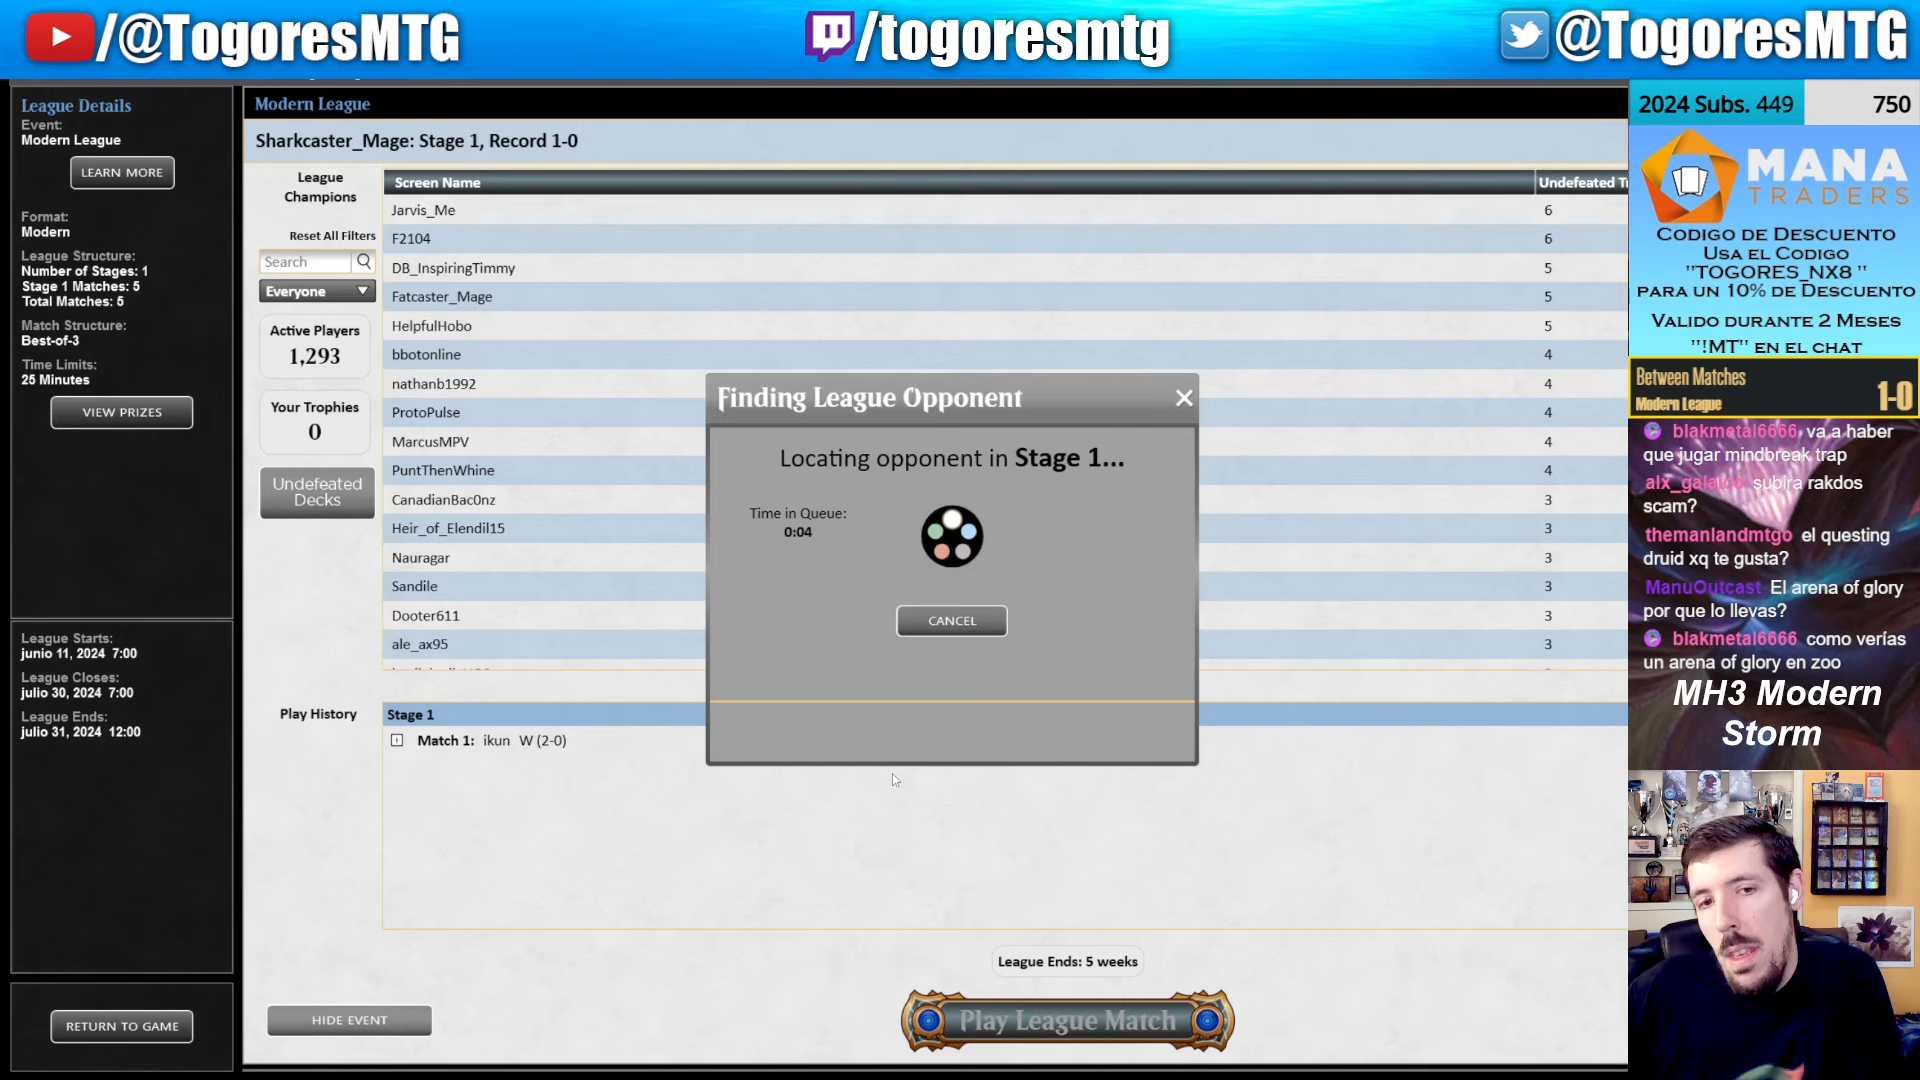 /@TogoresMTG
/togoresmtg
@TogoresMTG
League Details
Event:
Modern League
LEARN MORE
Format:
Modern
League Structure:
Number of Stages: 1
Stage 1 Matches: 5
Total Matches: 5
Match Structure:
Best-of-3
Time Limits:
25 Minutes
VIEW PRIZES
League Starts:
junio 11, 2024 7:00
League Closes:
julio 30, 2024 7:00
League Ends:
julio 31, 2024 12:00
RETURN TO GAME
Modern League
Sharkcaster_Mage: Stage 1, Record 1-0
League
Champions
Reset All Filters
Search
Everyone
Active Players
1,293
Your Trophies
0
Undefeated
Decks
Screen Name
Undefeated Tr
Jarvis_Me 6
F2104 6
DB_InspiringTimmy 5
Fatcaster_Mage 5
HelpfulHobo 5
bbotonline 4
nathanb1992 4
ProtoPulse 4
MarcusMPV 4
PuntThenWhine 4
CanadianBac0nz 3
Heir_of_Elendil15 3
Nauragar 3
Sandile 3
Dooter611 3
ale_ax95 3
Finding League Opponent
Locating opponent in Stage 1...
Time in Queue:
0:04
CANCEL
Play History
Stage 1
Match 1: ikun W (2-0)
League Ends: 5 weeks
HIDE EVENT
Play League Match
2024 Subs. 449
750
MANA
TRADERS
CODIGO DE DESCUENTO
USA EL CODIGO
"TOGORES_NX8 "
PARA UN 10% DE DESCUENTO
VALIDO DURANTE 2 MESES
"!MT" EN EL CHAT
Between Matches
Modern League
1-0
blakmetal6666 va a haber
que jugar mindbreak trap
subira rakdos
scam?
themanlandmtgo el questing
druid xq te gusta?
ManuOutcast El arena of glory
por que lo llevas?
blakmetal6666 como verías
un arena of glory en zoo
MH3 Modern
Storm